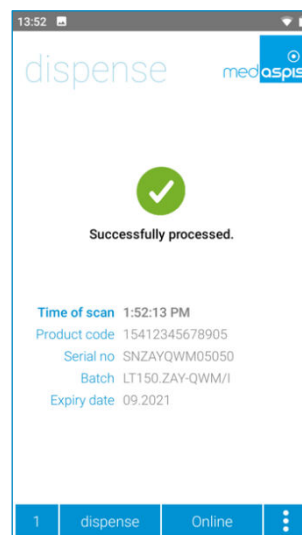 13:52
dispense
medaspis
Successfully processed.
Time of scan 1:52:13 PM
Product code 15412345678905
Serial no SNZAYQWM05050
Batch LT150.ZAY-QWM/I
Expiry date 09.2021
1 dispense Online